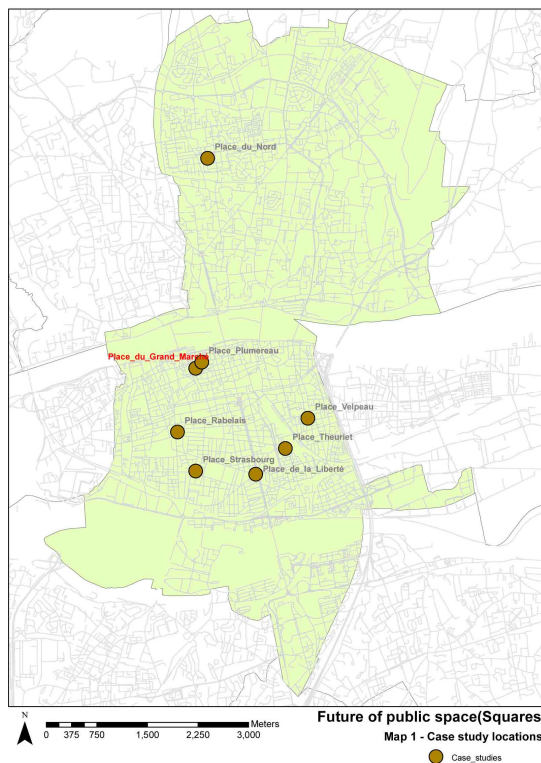 Place_du_Nord
Place_Plumereau
Place_du_Grand_Marché
Place_Velpeau
Place_Rabelais
Place_Theuriet
Place_Strasbourg
Place_de_la_Liberté
N
Meters
0 375 750 1,500 2,250 3,000
Future of public space(Squares
Map 1 - Case study locations
Case_studies